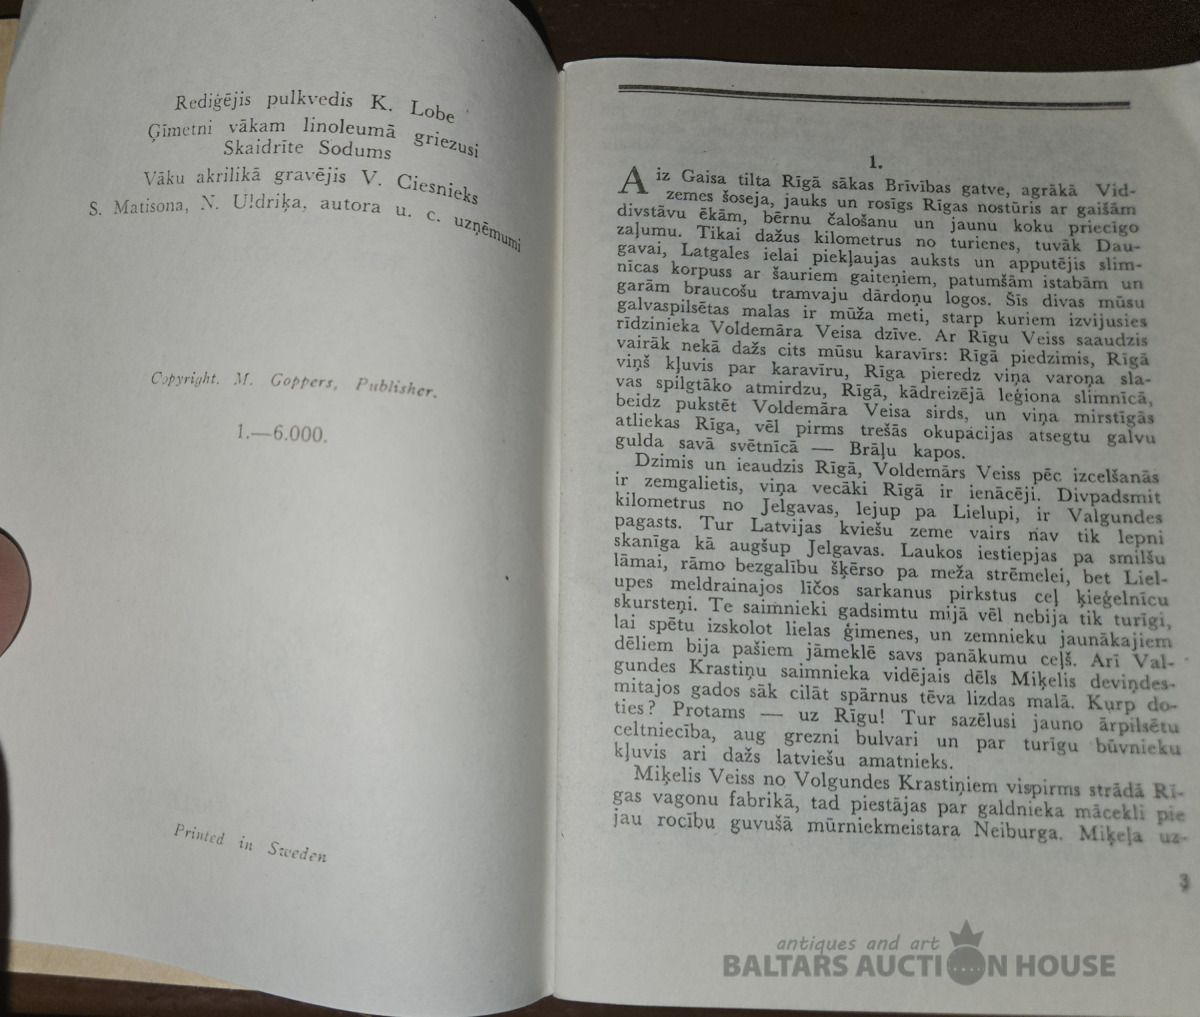 Rediģējis pulkvedis K. Lobe
Ģīmetni vākam linoleumā griezusi
Skaidrīte Sodums
Vāku akrilikā gravējis V. Ciesnieks
S. Matisona, N. Uldriķa, autora u. c. uzņēmumi
Copyright. M. Goppers, Publisher.
1.—6.000.
Printed in Sweden
1.
Aiz Gaisa tilta Rīgā sākas Brīvības gatve, agrākā Vid-
zemes šoseja, jauks un rosīgs Rīgas nostūris ar gaišām
divstāvu ēkām, bērnu čalošanu un jaunu koku priecīgo
zaļumu. Tikai dažus kilometrus no turienes, tuvāk Dau-
gavai, Latgales ielai piekļaujas auksts un apputējis slim-
nīcas korpuss ar šauriem gaiteņiem, patumšām istabām un
garām braucošu tramvaju dārdoņu logos. Šīs divas mūsu
galvaspilsētas malas ir mūža meti, starp kuriem izvijusies
rīdzinieka Voldemāra Veisa dzīve. Ar Rīgu Veiss saaudzis
vairāk nekā dažs cits mūsu karavīrs: Rīgā piedzimis, Rīgā
viņš kļuvis par karavīru, Rīga pieredz viņa varoņa sla-
vas spilgtāko atmirdzu, Rīgā, kādreizējā leģiona slimnīcā,
beidz pukstēt Voldemāra Veisa sirds, un viņa mirstīgās
atliekas Rīga, vēl pirms trešās okupācijas atsegtu galvu
gulda savā svētnīcā — Brāļu kapos.
Dzimis un ieaudzis Rīgā, Voldemārs Veiss pēc izcelšanās
ir zemgalietis, viņa vecāki Rīgā ir ienācēji. Divpadsmit
kilometrus no Jelgavas, lejup pa Lielupi, ir Valgundes
pagasts. Tur Latvijas kviešu zeme vairs nav tik lepni
skanīga kā augšup Jelgavas. Laukos iestiepjas pa smilšu
lāmai, rāmo bezgalību šķērso pa meža strēmelei, bet Liel-
upes meldrainajos līčos sarkanus pirkstus ceļ ķieģelnīcu
skursteņi. Te saimnieki gadsimtu mijā vēl nebija tik turīgi,
lai spētu izskolot lielas ģimenes, un zemnieku jaunākajiem
dēliem bija pašiem jāmeklē savs panākumu ceļš. Arī Val-
gundes Krastiņu saimnieka vidējais dēls Miķelis deviņdes-
mitajos gados sāk cilāt spārnus tēva lizdas malā. Kurp do-
ties? Protams — uz Rīgu! Tur sazēlusi jauno ārpilsētu
celtniecība, aug grezni bulvari un par turīgu būvnieku
kļuvis ari dažs latviešu amatnieks.
Miķelis Veiss no Volgundes Krastiņiem vispirms strādā Rī-
gas vagonu fabrikā, tad piestājas par galdnieka mācekli pie
jau rocību guvušā mūrniekmeistara Neiburga. Miķeļa uz-
3
antiques and art
BALTARS AUCTION HOUSE